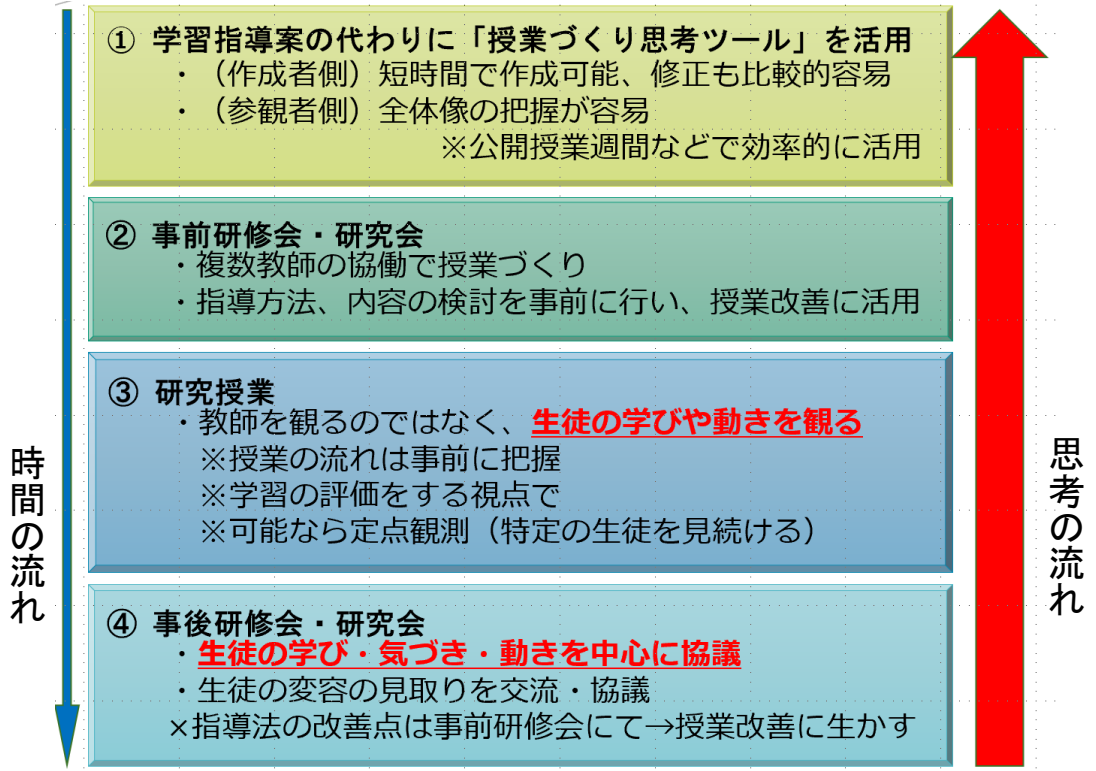 ① 学習指導案の代わりに「授業づくり思考ツール」を活用
・（作成者側）短時間で作成可能、修正も比較的容易
・（参観者側）全体像の把握が容易
※公開授業週間などで効率的に活用
② 事前研修会・研究会
・複数教師の協働で授業づくり
・指導方法、内容の検討を事前に行い、授業改善に活用
③ 研究授業
・教師を観るのではなく、生徒の学びや動きを観る
※授業の流れは事前に把握
※学習の評価をする視点で
※可能なら定点観測（特定の生徒を見続ける）
④ 事後研修会・研究会
・生徒の学び・気づき・動きを中心に協議
・生徒の変容の見取りを交流・協議
×指導法の改善点は事前研修会にて→授業改善に生かす
時間の流れ
思考の流れ